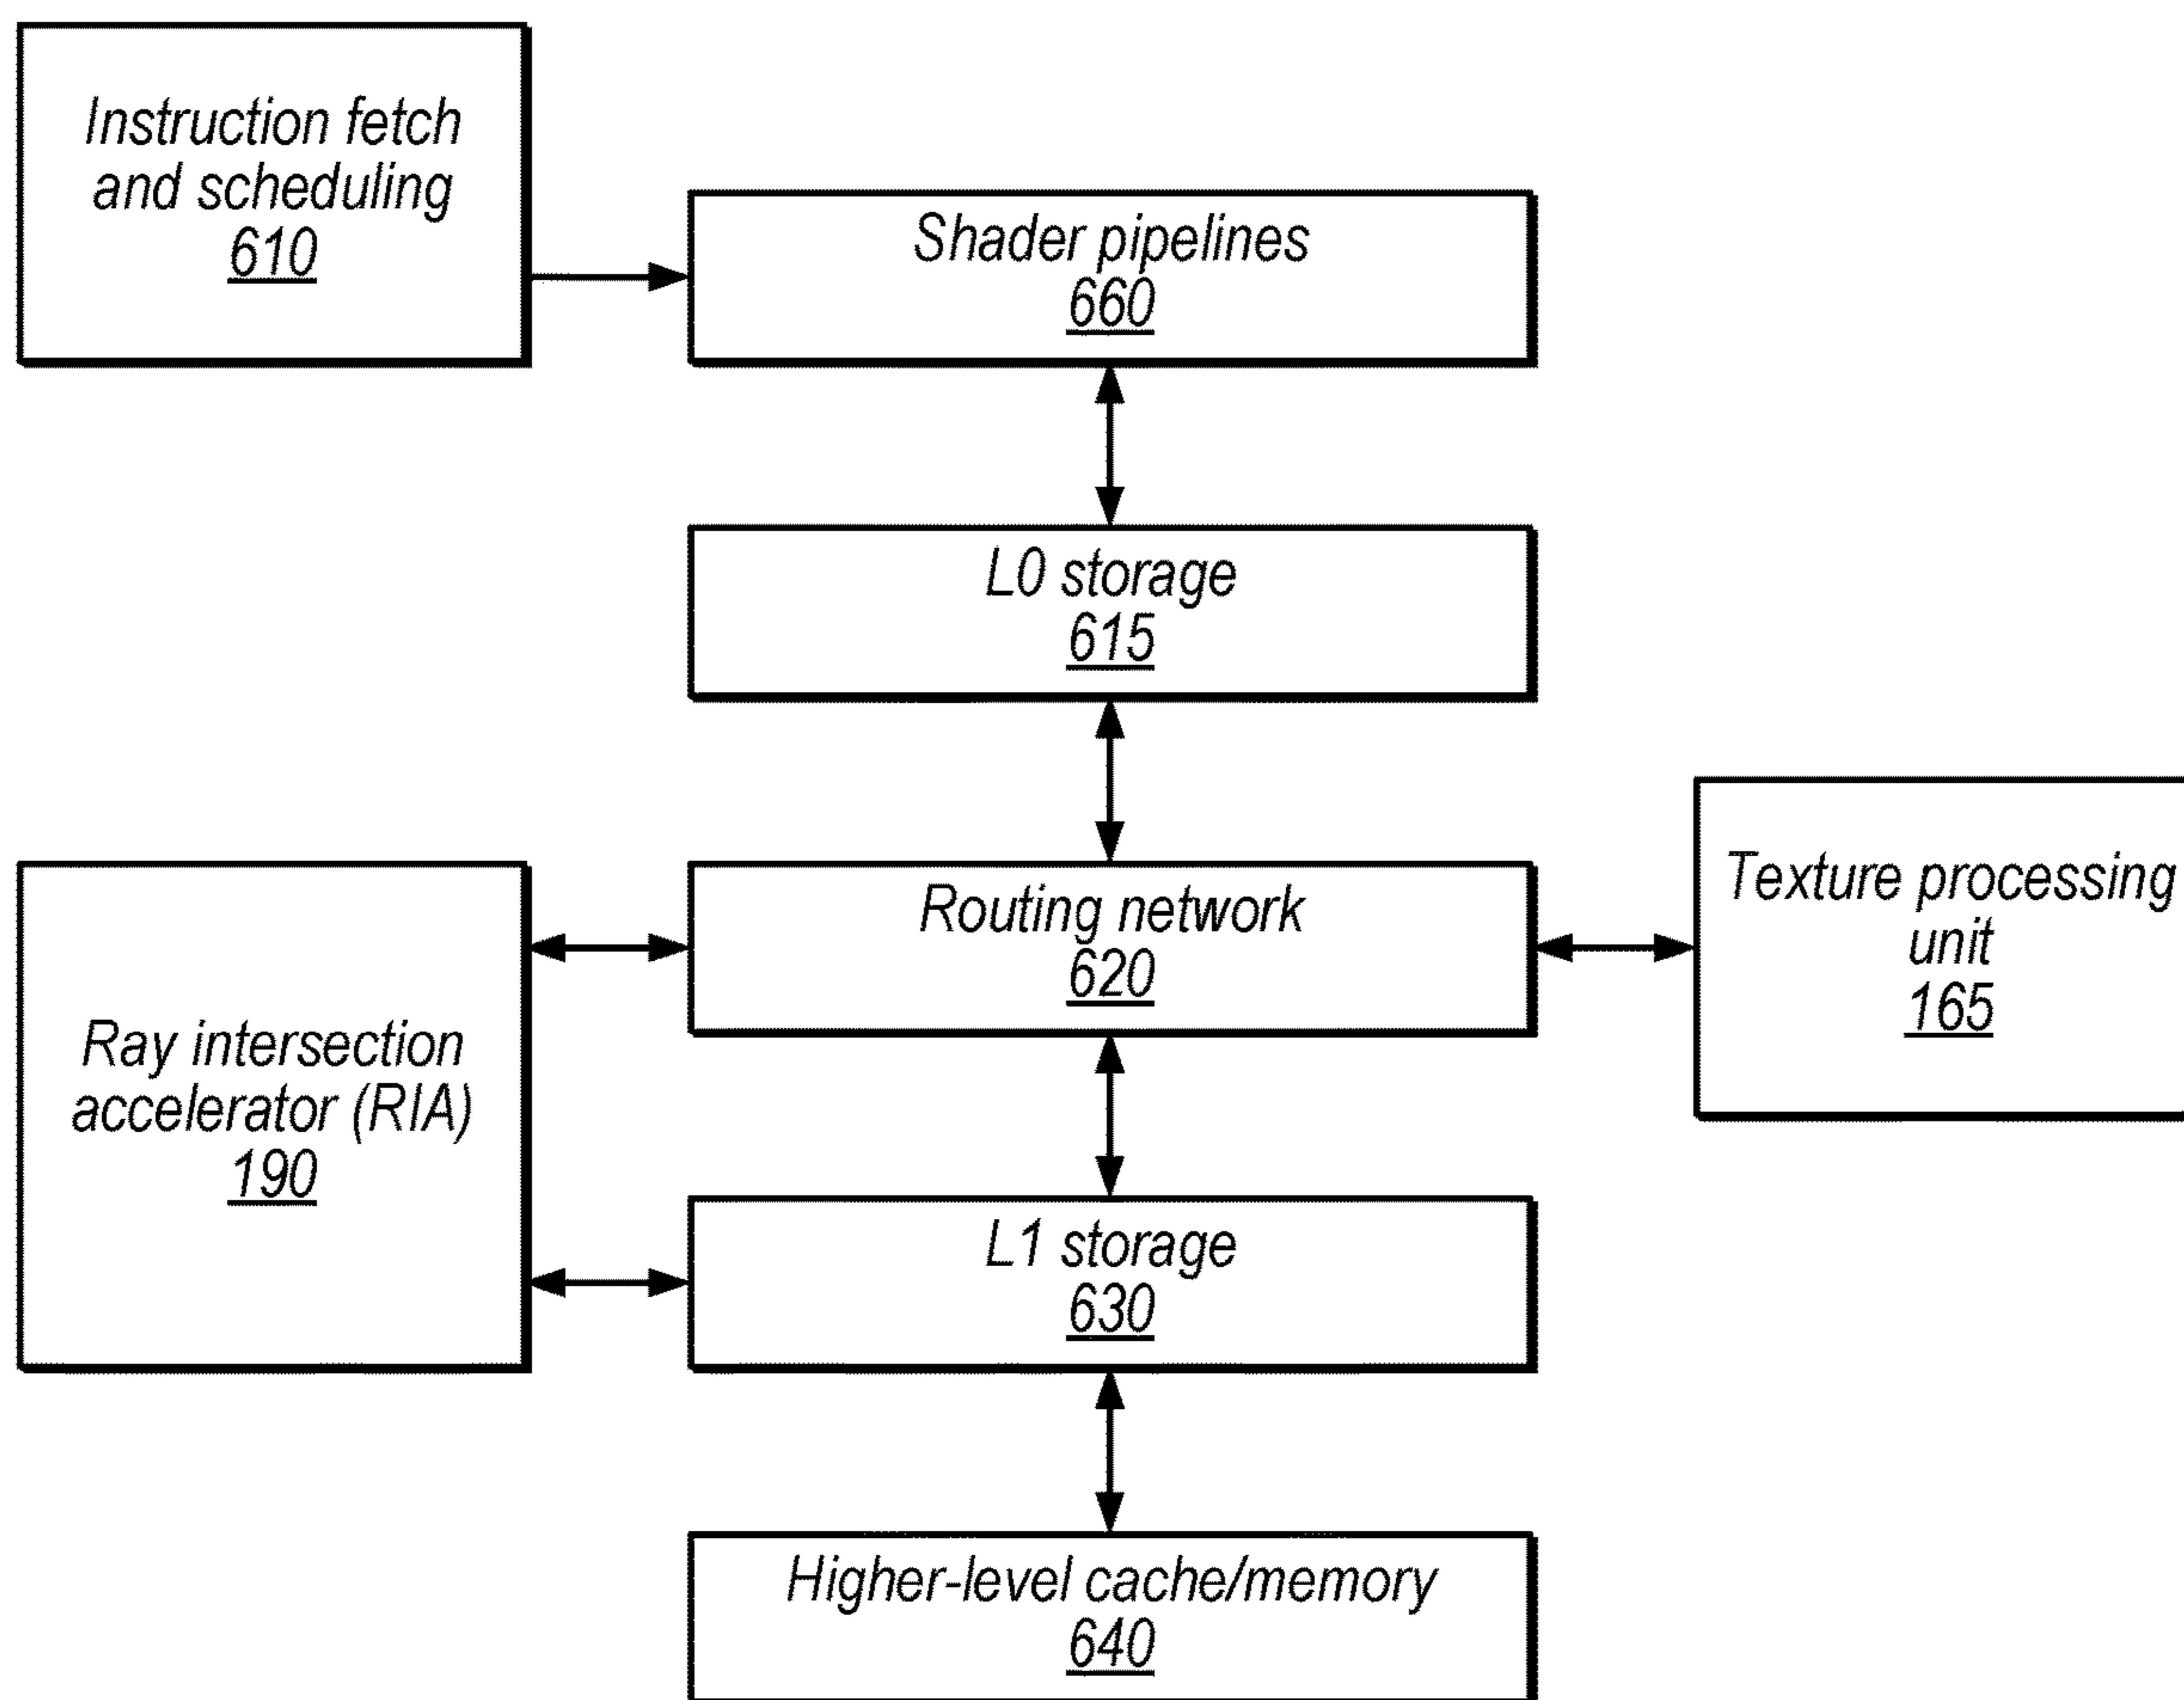 Instruction fetch
and scheduling
610
Shader pipelines
660
L0 storage
615
Routing network
620
Texture processing
unit
165
Ray intersection
accelerator (RIA)
190
L1 storage
630
Higher-level cache/memory
640